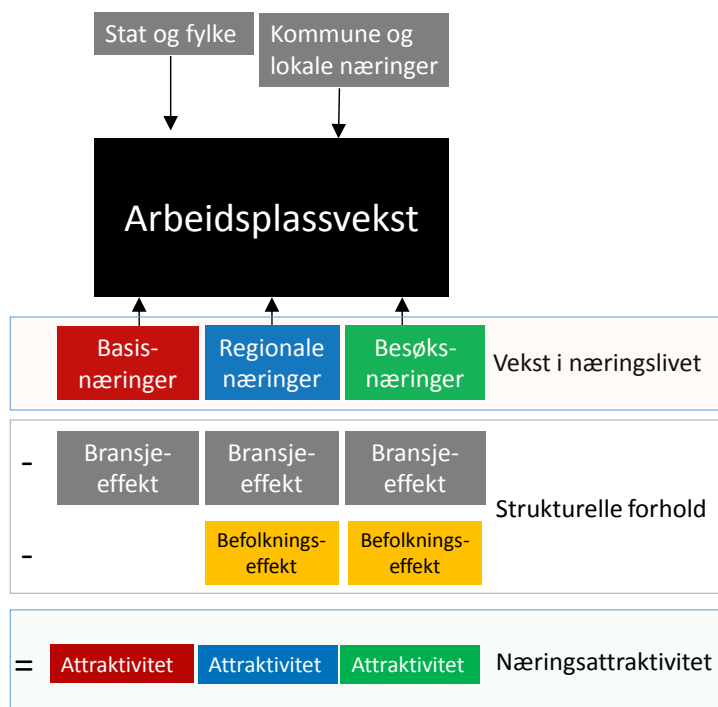 Stat og fylke
Kommune og
lokale næringer
Arbeidsplassvekst
Basis-
næringer
Regionale
næringer
Besøks-
næringer
Vekst i næringslivet
-
Bransje-
effekt
Bransje-
effekt
Bransje-
effekt
Strukturelle forhold
-
Befolknings-
effekt
Befolknings-
effekt
=
Attraktivitet
Attraktivitet
Attraktivitet
Næringsattraktivitet